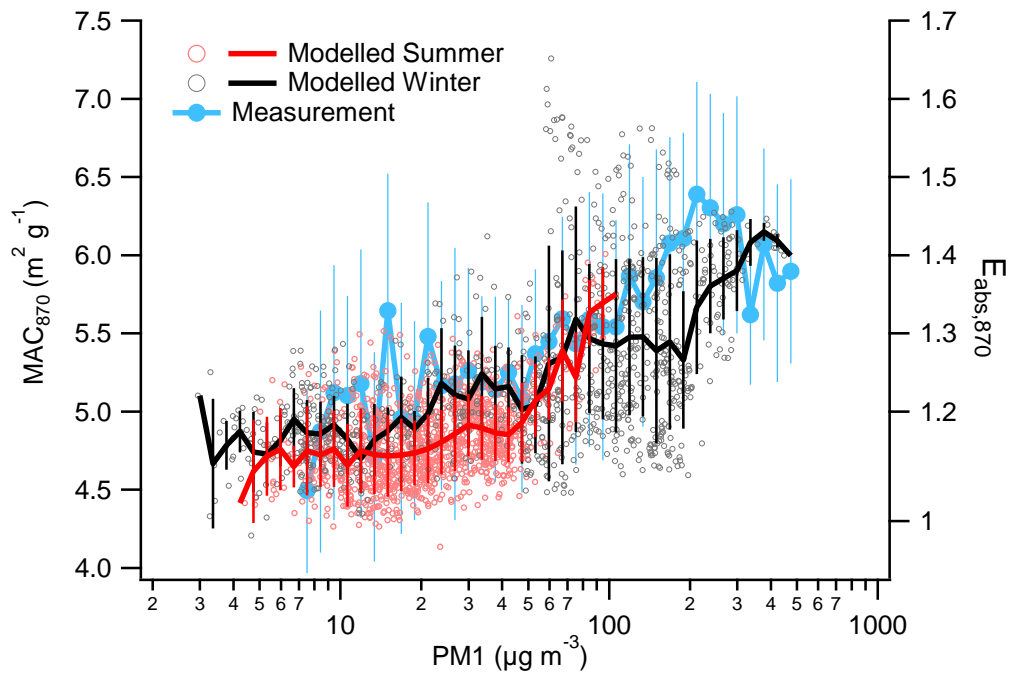 7.5
7.0
6.5
6.0
5.5
5.0
4.5
4.0
MAC870 (m2 g-1)
Modelled Summer
Modelled Winter
Measurement
1.7
1.6
1.5
1.4
1.3
1.2
1.1
1
Eabs,870
2 3 4 5 6 7 2 3 4 5 6 7 2 3 4 5 6 7
10 100 1000
PM1 (µg m-3)